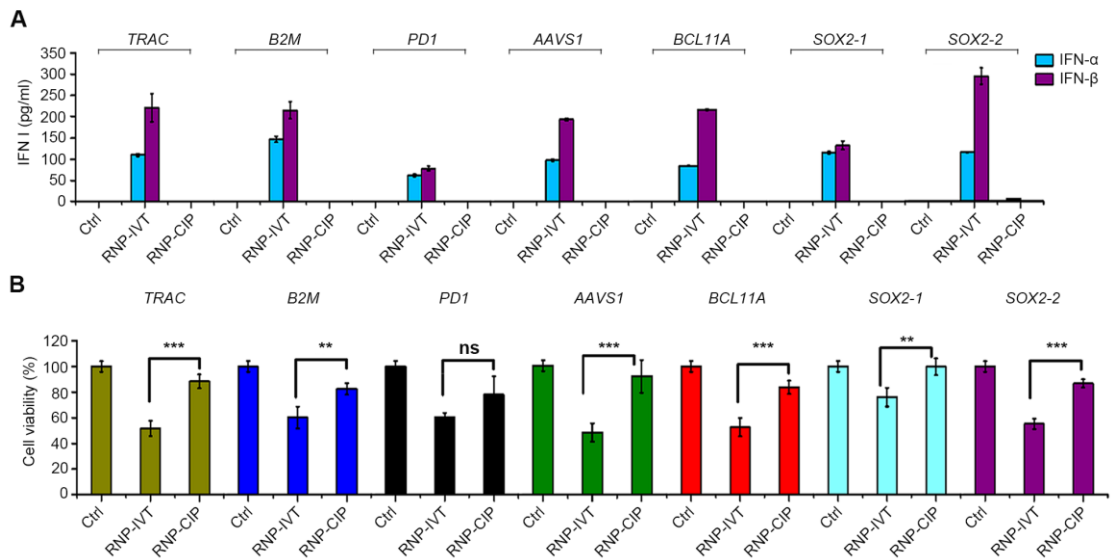 A
TRAC B2M PD1 AAVS1 BCL11A SOX2-1 SOX2-2
IFN-α
IFN-β
IFN I (pg/ml)
350
300
250
200
150
100
50
0
Ctrl RNP-IVT RNP-CIP Ctrl RNP-IVT RNP-CIP Ctrl RNP-IVT RNP-CIP Ctrl RNP-IVT RNP-CIP Ctrl RNP-IVT RNP-CIP Ctrl RNP-IVT RNP-CIP Ctrl RNP-IVT RNP-CIP
B
TRAC B2M PD1 AAVS1 BCL11A SOX2-1 SOX2-2
*** ** ns *** *** ** ***
Cell viability (%)
120
100
80
60
40
20
0
Ctrl RNP-IVT RNP-CIP Ctrl RNP-IVT RNP-CIP Ctrl RNP-IVT RNP-CIP Ctrl RNP-IVT RNP-CIP Ctrl RNP-IVT RNP-CIP Ctrl RNP-IVT RNP-CIP Ctrl RNP-IVT RNP-CIP